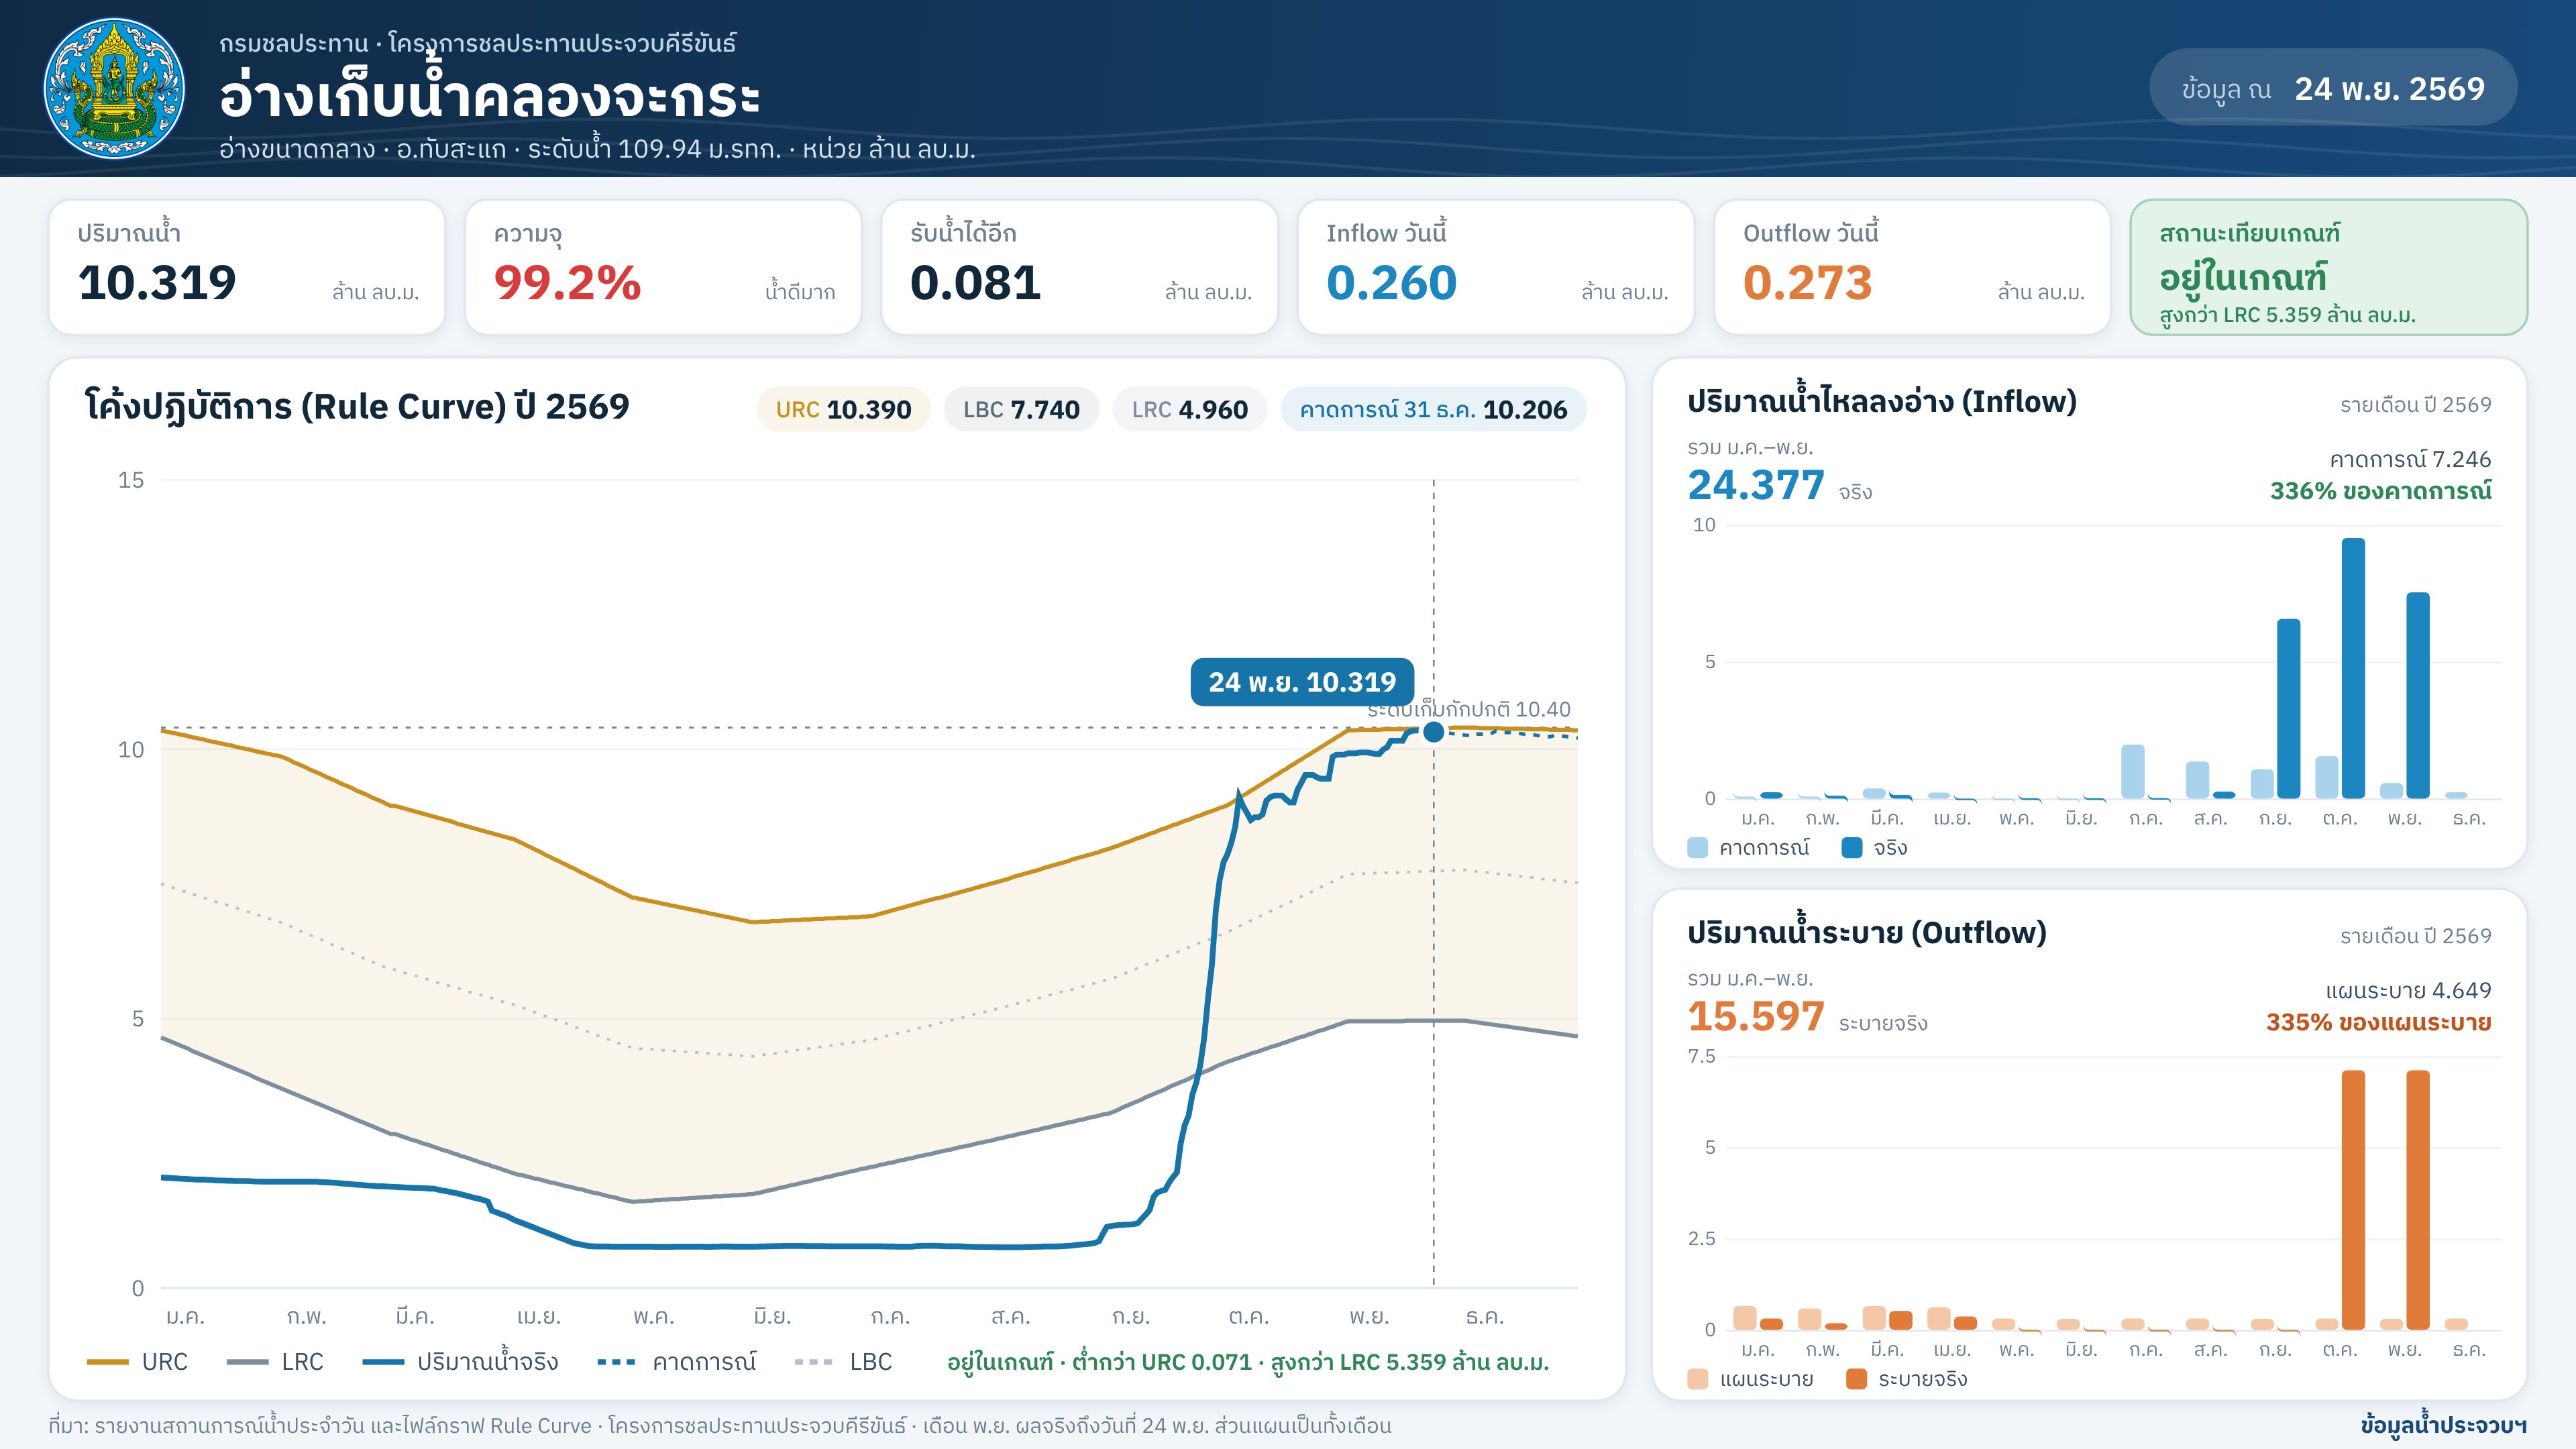 กรมชลประทาน · โครงการชลประทานประจวบคีรีขันธ์
อ่างเก็บน้ำคลองจะกระ
อ่างขนาดกลาง · อ.ทับสะแก · ระดับน้ำ 109.94 ม.รทก. · หน่วย ล้าน ลบ.ม.
ข้อมูล ณ 24 พ.ย. 2569
ปริมาณน้ำ
10.319 ล้าน ลบ.ม.
ความจุ
99.2% น้ำดีมาก
รับน้ำได้อีก
0.081 ล้าน ลบ.ม.
Inflow วันนี้
0.260 ล้าน ลบ.ม.
Outflow วันนี้
0.273 ล้าน ลบ.ม.
สถานะเทียบเกณฑ์
อยู่ในเกณฑ์
สูงกว่า LRC 5.359 ล้าน ลบ.ม.
โค้งปฏิบัติการ (Rule Curve) ปี 2569
URC 10.390 LBC 7.740 LRC 4.960 คาดการณ์ 31 ธ.ค. 10.206
15
24 พ.ย. 10.319
ระดับเก็บกักปกติ 10.40
10
5
0
ม.ค. ก.พ. มี.ค. เม.ย. พ.ค. มิ.ย. ก.ค. ส.ค. ก.ย. ต.ค. พ.ย. ธ.ค.
URC LRC ปริมาณน้ำจริง คาดการณ์ LBC อยู่ในเกณฑ์ · ต่ำกว่า URC 0.071 · สูงกว่า LRC 5.359 ล้าน ลบ.ม.
ปริมาณน้ำไหลลงอ่าง (Inflow) รายเดือน ปี 2569
รวม ม.ค.–พ.ย.
24.377 จริง
คาดการณ์ 7.246
336% ของคาดการณ์
10
5
0
ม.ค. ก.พ. มี.ค. เม.ย. พ.ค. มิ.ย. ก.ค. ส.ค. ก.ย. ต.ค. พ.ย. ธ.ค.
คาดการณ์ จริง
ปริมาณน้ำระบาย (Outflow) รายเดือน ปี 2569
รวม ม.ค.–พ.ย.
15.597 ระบายจริง
แผนระบาย 4.649
335% ของแผนระบาย
7.5
5
2.5
0
ม.ค. ก.พ. มี.ค. เม.ย. พ.ค. มิ.ย. ก.ค. ส.ค. ก.ย. ต.ค. พ.ย. ธ.ค.
แผนระบาย ระบายจริง
ที่มา: รายงานสถานการณ์น้ำประจำวัน และไฟล์กราฟ Rule Curve · โครงการชลประทานประจวบคีรีขันธ์ · เดือน พ.ย. ผลจริงถึงวันที่ 24 พ.ย. ส่วนแผนเป็นทั้งเดือน
ข้อมูลน้ำประจวบฯ